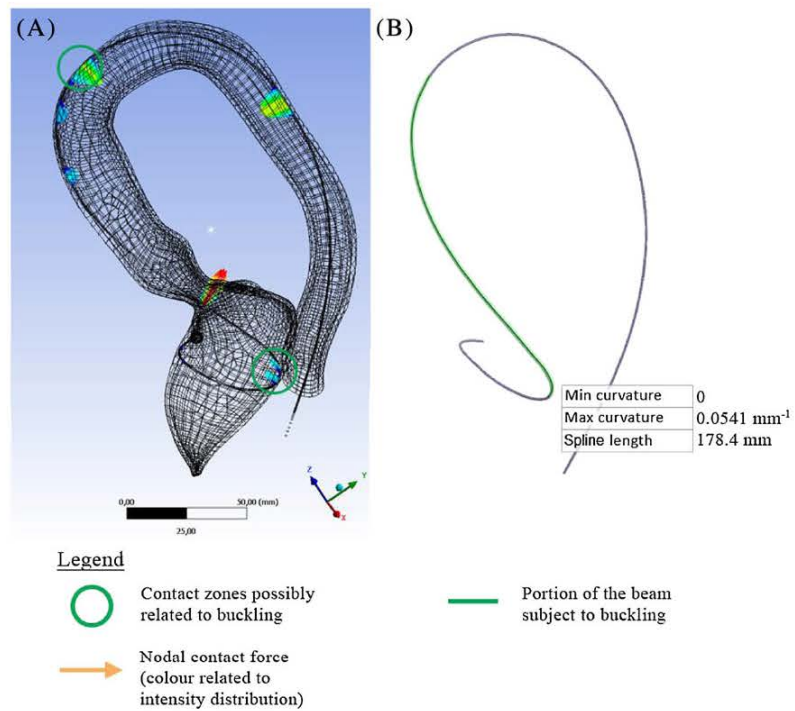 (A)
(B)
Min curvature 0
Max curvature 0.0541 mm⁻¹
Spline length 178.4 mm
Z
Y
X
0,00 50,00 (mm)
25,00
Legend
Contact zones possibly
related to buckling
Portion of the beam
subject to buckling
Nodal contact force
(colour related to
intensity distribution)